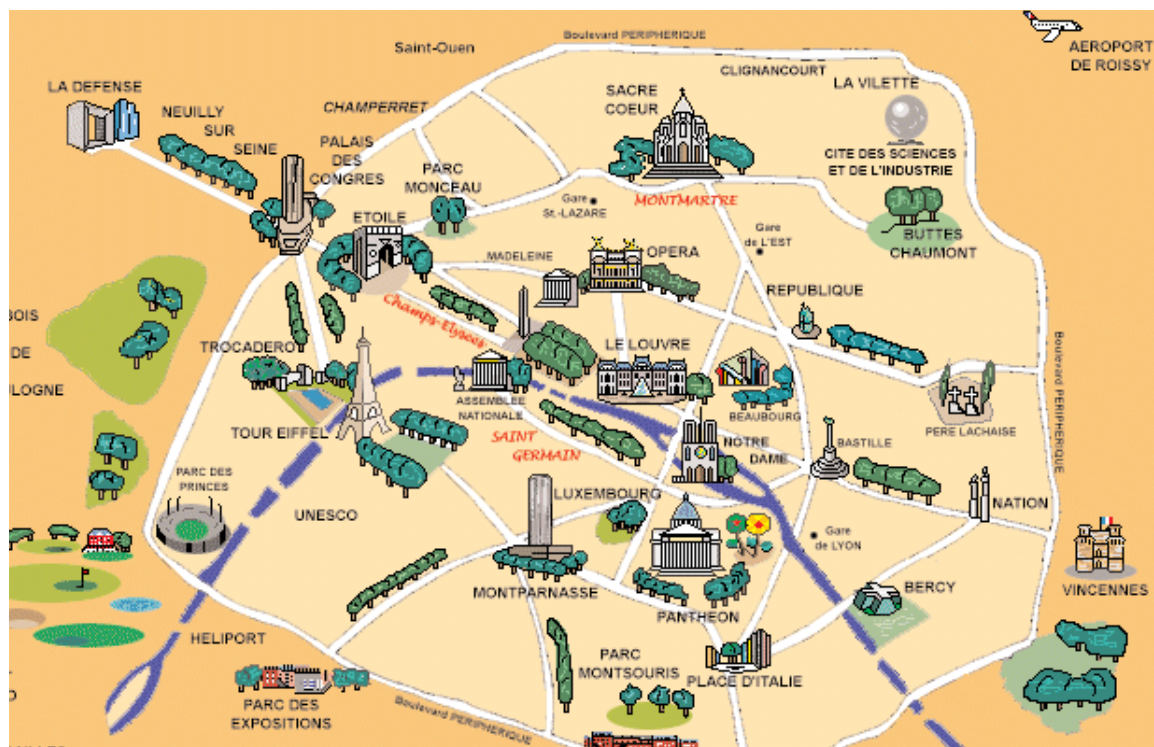 Saint-Ouen
Boulevard PERIPHERIQUE
AEROPORT
DE ROISSY
LA DEFENSE
NEUILLY
SUR
SEINE
CHAMPERRET
CLIGNANCOURT
LA VILETTE
SACRE
COEUR
PALAIS
DES
CONGRES
PARC
MONCEAU
CITE DES SCIENCES
ET DE L'INDUSTRIE
Gare
St.-LAZARE
MONTMARTRE
ETOILE
Gare
de L'EST
BUTTES
CHAUMONT
MADELEINE
OPERA
REPUBLIQUE
Champs-Elysees
BOIS
DE
LOGNE
TROCADERO
LE LOUVRE
Boulevard PERIPHERIQUE
ASSEMBLEE
NATIONALE
BEAUBOURG
PERE LACHAISE
TOUR EIFFEL
SAINT
GERMAIN
NOTRE
DAME
BASTILLE
PARC DES
PRINCES
UNESCO
LUXEMBOURG
NATION
Gare
de LYON
MONTPARNASSE
BERCY
VINCENNES
PANTHEON
HELIPORT
PARC
MONTSOURIS
PLACE D'ITALIE
PARC DES
EXPOSITIONS
Boulevard PERIPHERIQUE